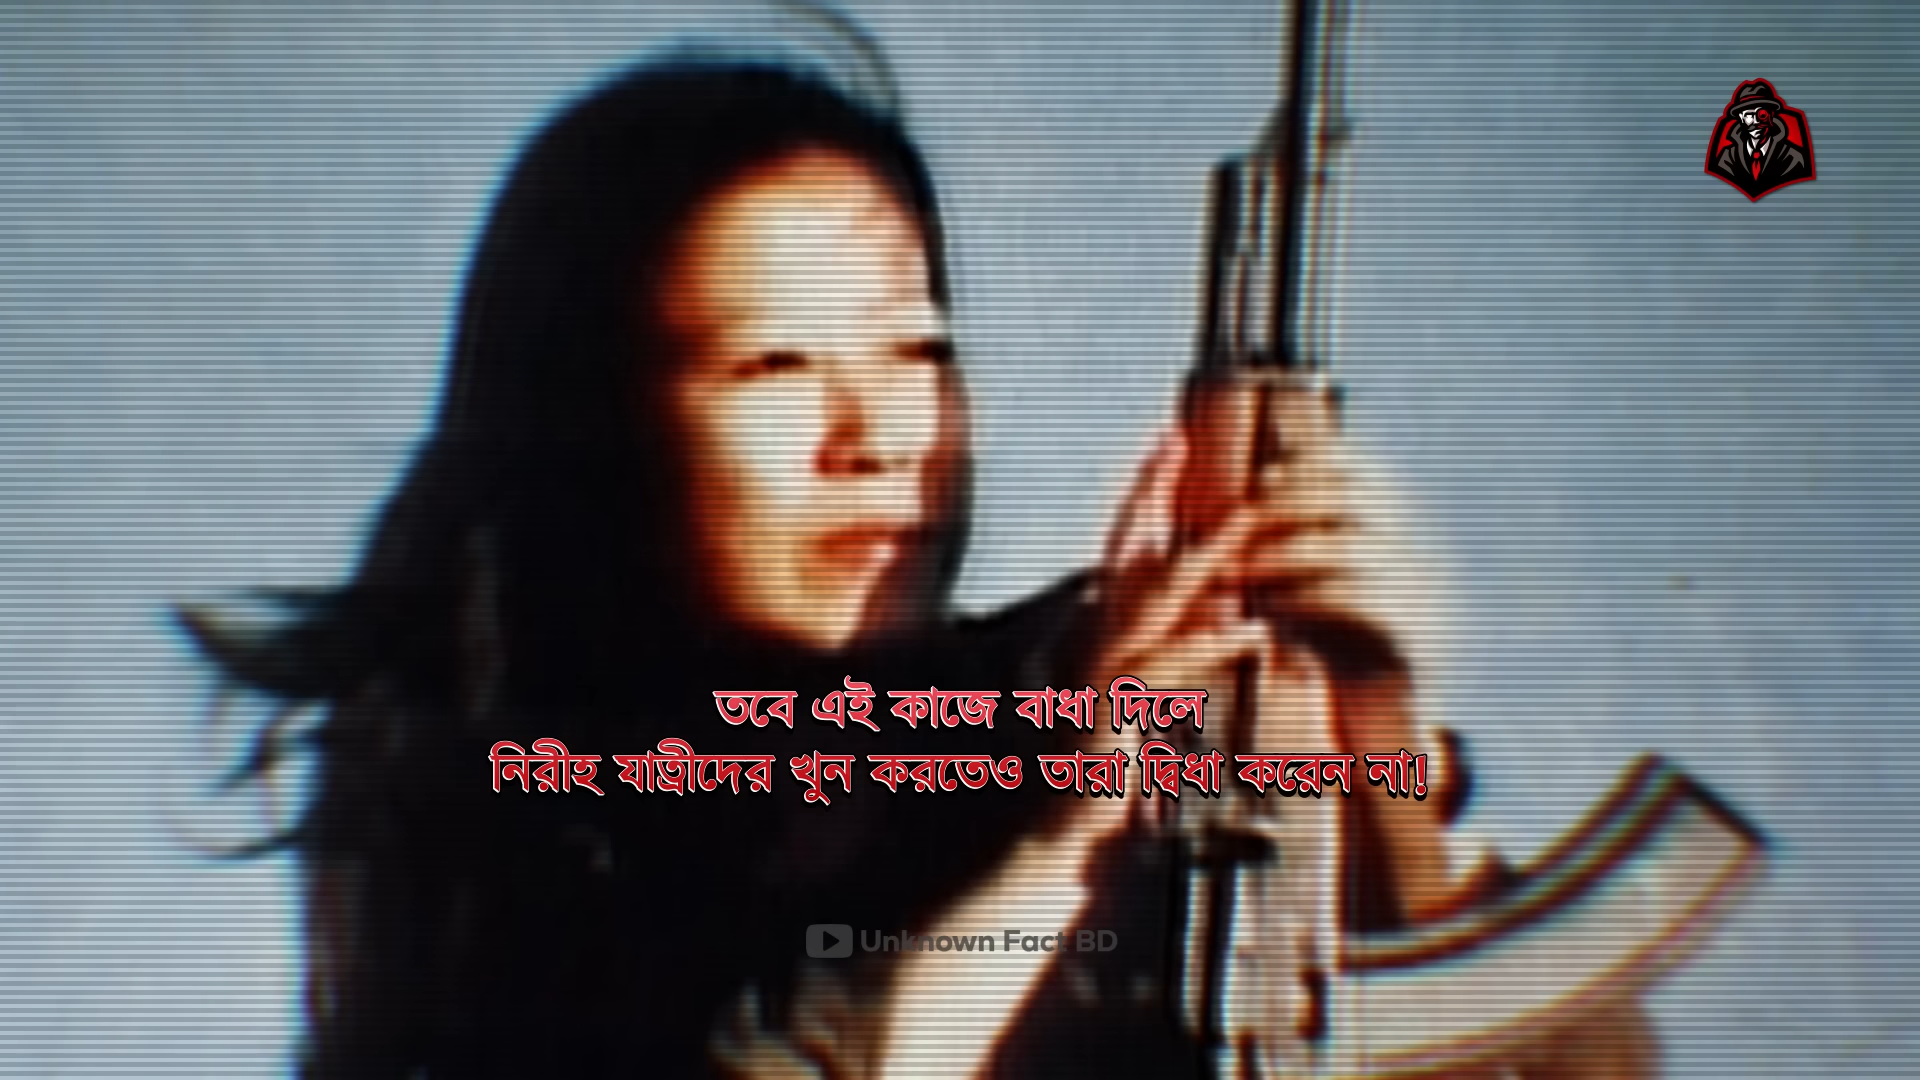 তবে এই কাজে বাধা দিলে
নিরীহ যাত্রীদের খুন করতেও তারা দ্বিধা করেন না!
Unknown Fact BD